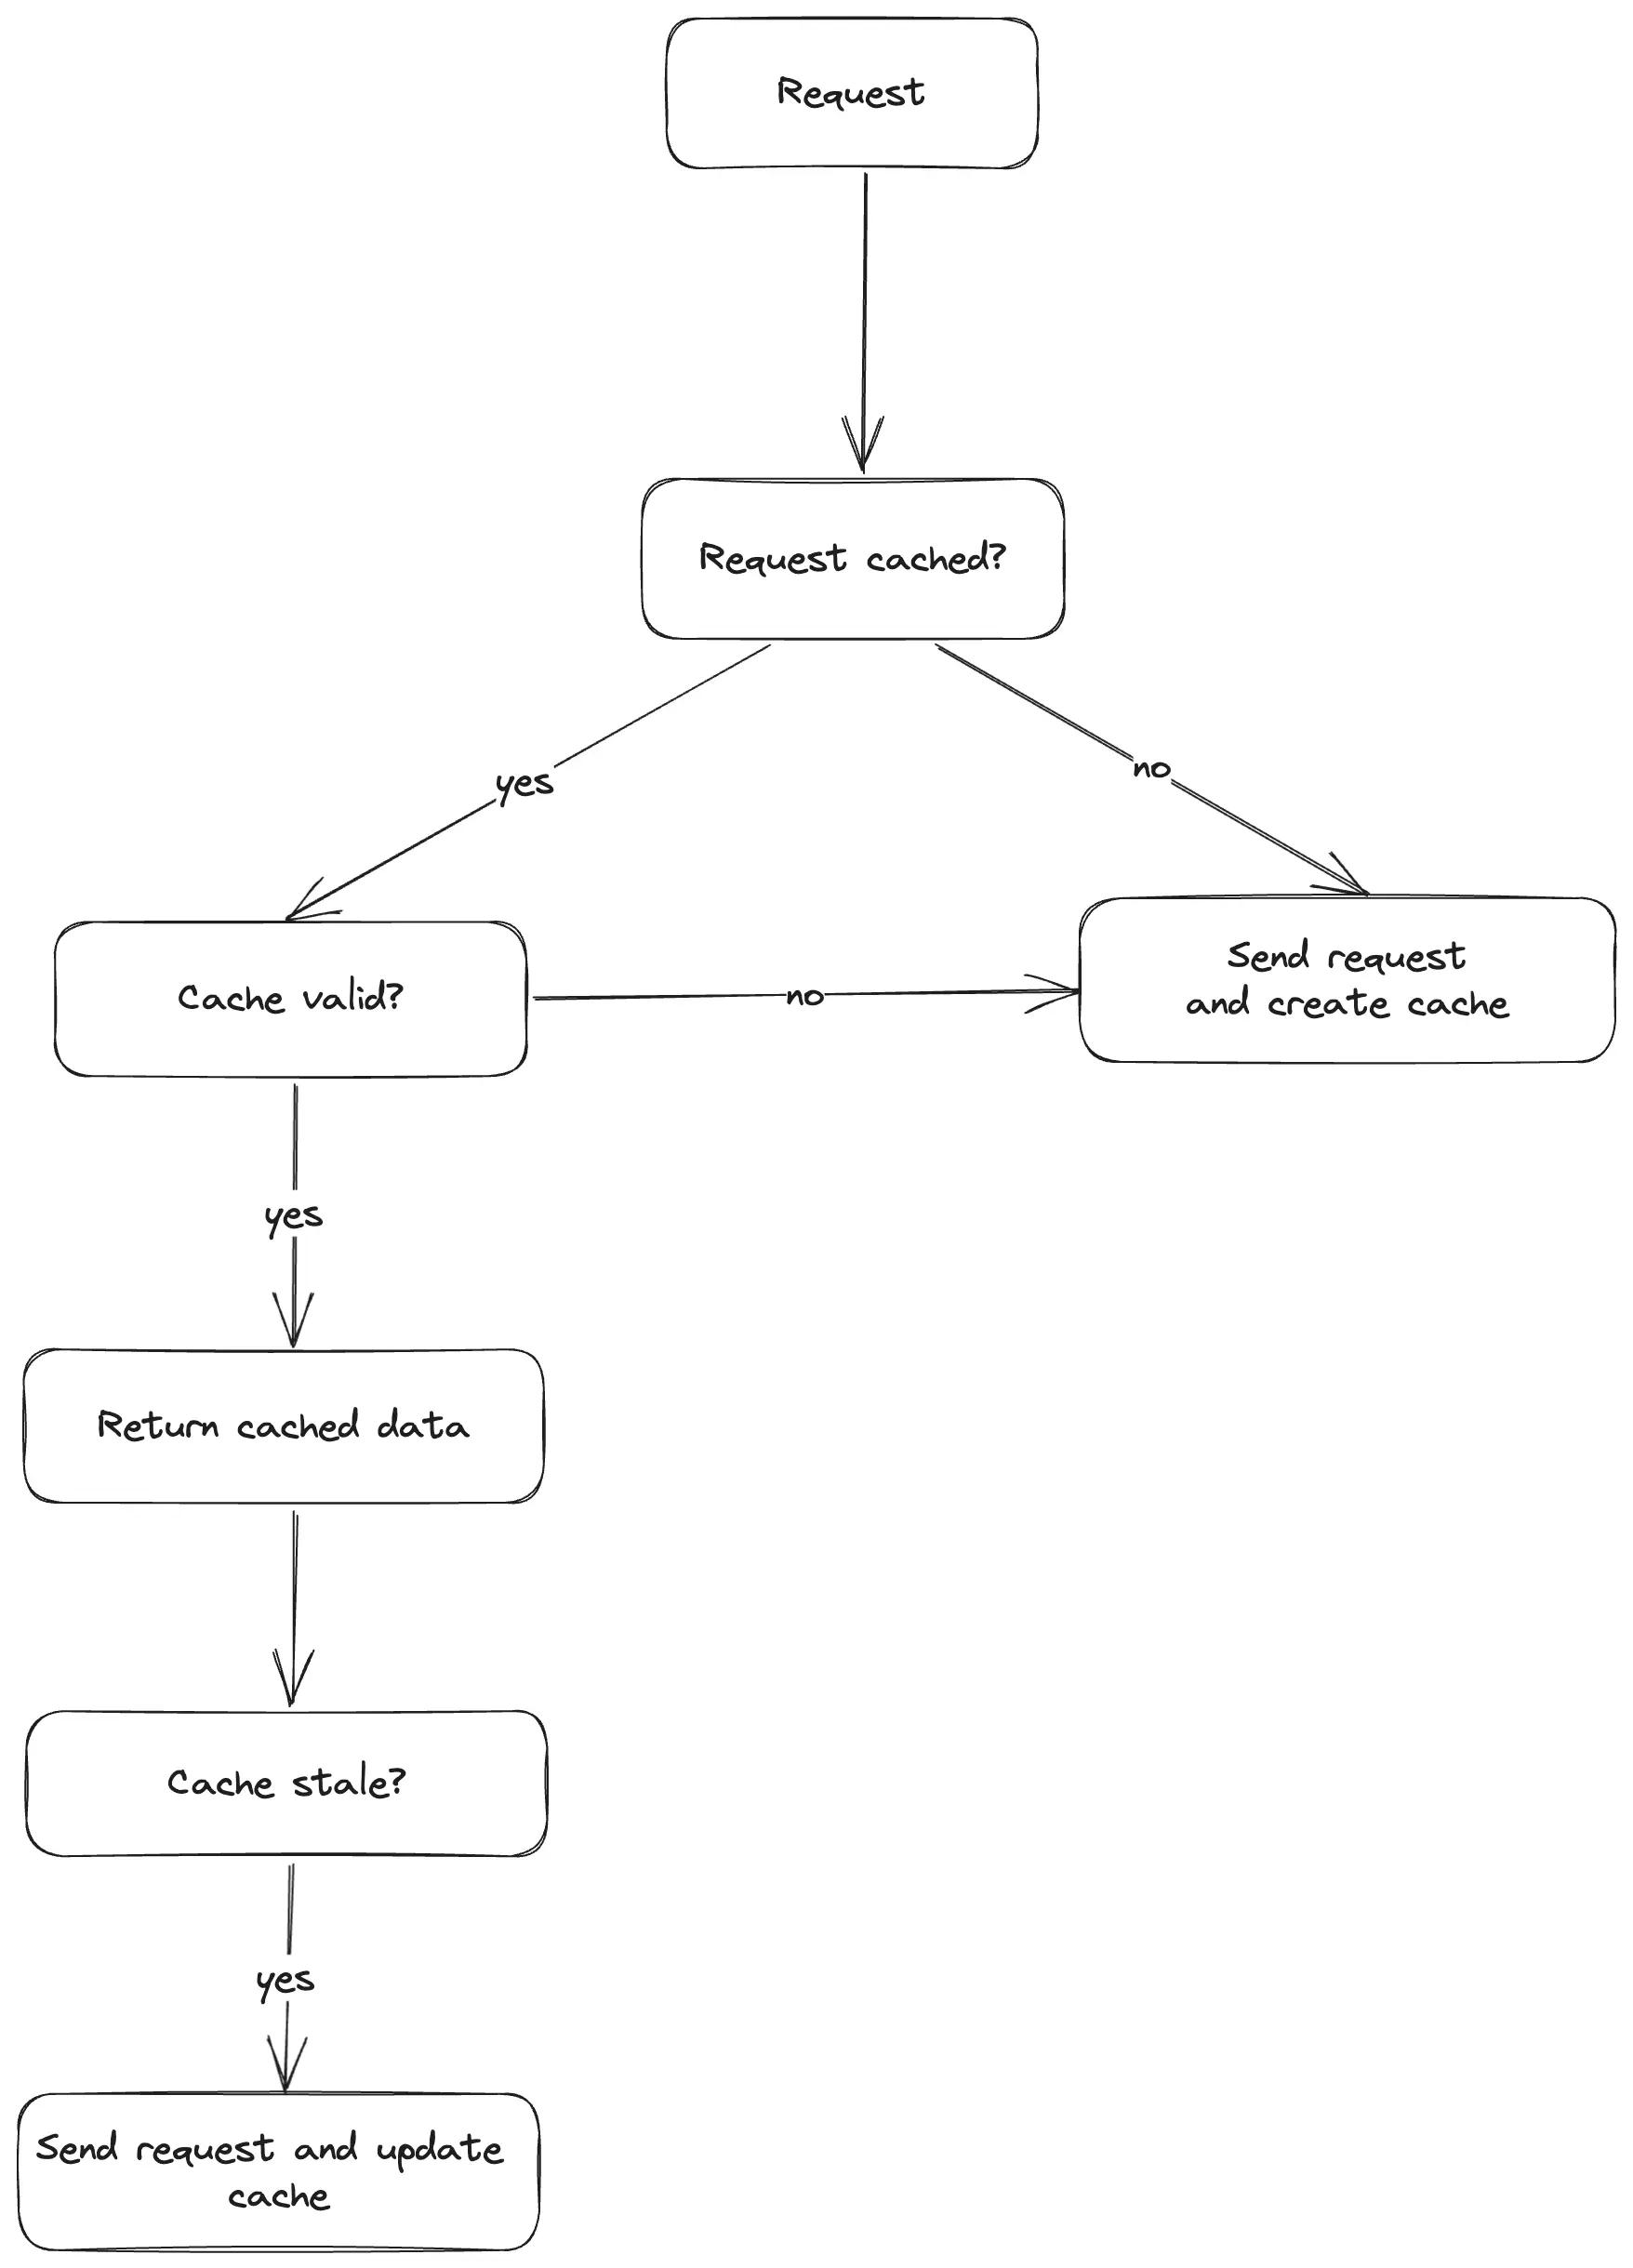 Request
Request cached?
yes
no
Cache valid?
no
Send request
and create cache
yes
Return cached data
Cache stale?
yes
Send request and update
cache